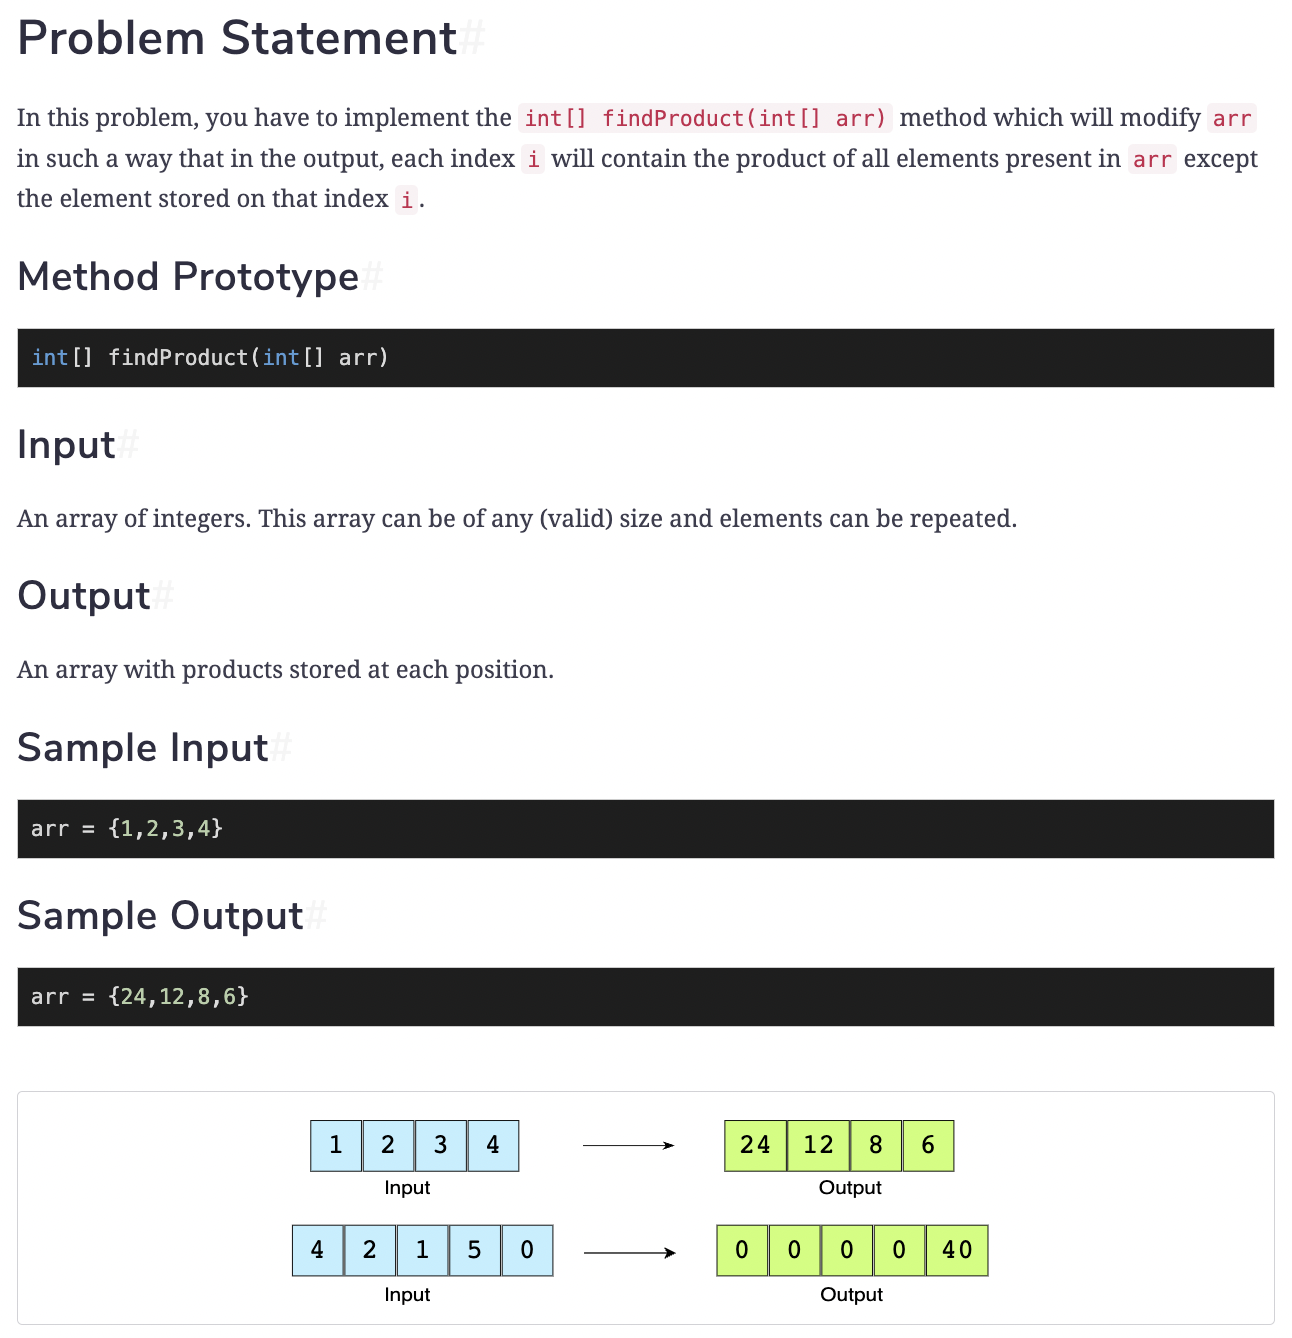 Problem Statement#
In this problem, you have to implement the int[] findProduct(int[] arr) method which will modify arr
in such a way that in the output, each index i will contain the product of all elements present in arr except
the element stored on that index i.
Method Prototype#
int[] findProduct(int[] arr)
Input#
An array of integers. This array can be of any (valid) size and elements can be repeated.
Output#
An array with products stored at each position.
Sample Input#
arr = {1,2,3,4}
Sample Output#
arr = {24,12,8,6}
1 2 3 4 24 12 8 6
Input Output
4 2 1 5 0 0 0 0 0 40
Input Output